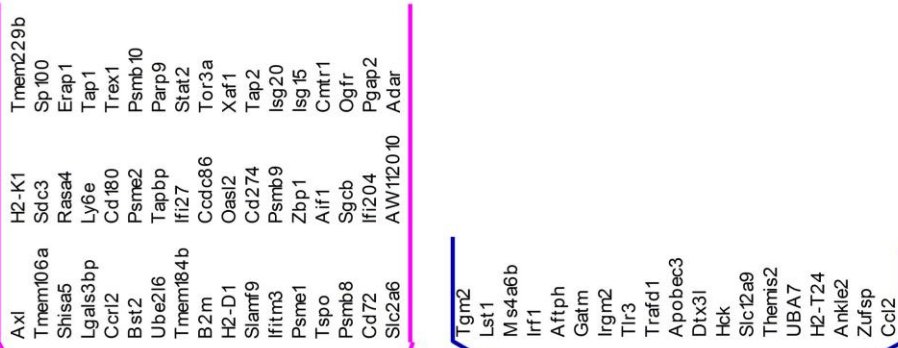 Axl H2-K1 Tmem229b
Tmem106a Sdc3 Sp100
Shisa5 Rasa4 Erap1
Lgals3bp Ly6e Tap1
Ccrl2 Cd180 Trex1
Bst2 Psme2 Psmb10
Ube2l6 Tapbp Parp9
Tmem184b Ifi27 Stat2
B2m Ccdc86 Tor3a
H2-D1 Oasl2 Xaf1
Slamf9 Cd274 Tap2
Ifitm3 Psmb9 Isg20
Psme1 Zbp1 Isg15
Tspo Aif1 Cmtr1
Psmb8 Sgcb Ogfr
Cd72 Ifi204 Pgap2
Slc2a6 AW112010 Adar
Tgm2
Lst1
Ms4a6b
Irf1
Aftph
Gatm
Irgm2
Tlr3
Trafd1
Apobec3
Dtx3l
Hck
Slc12a9
Themis2
UBA7
H2-T24
Ankle2
Zufsp
Ccl2